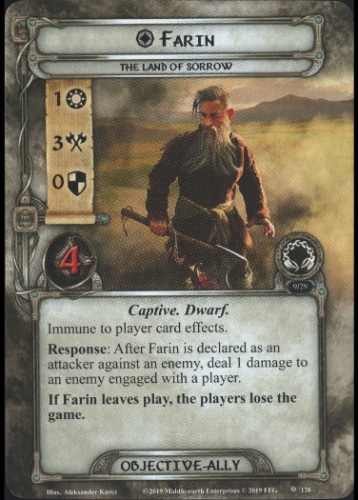 Farin
THE LAND OF SORROW
1
3
0
4
9/29
Captive. Dwarf.
Immune to player card effects.
Response: After Farin is declared as an
attacker against an enemy, deal 1 damage to
an enemy engaged with a player.
If Farin leaves play, the players lose the
game.
Illus. Aleksander Karcz ©2019 Middle-earth Enterprises ©2019 FFG 126
OBJECTIVE-ALLY